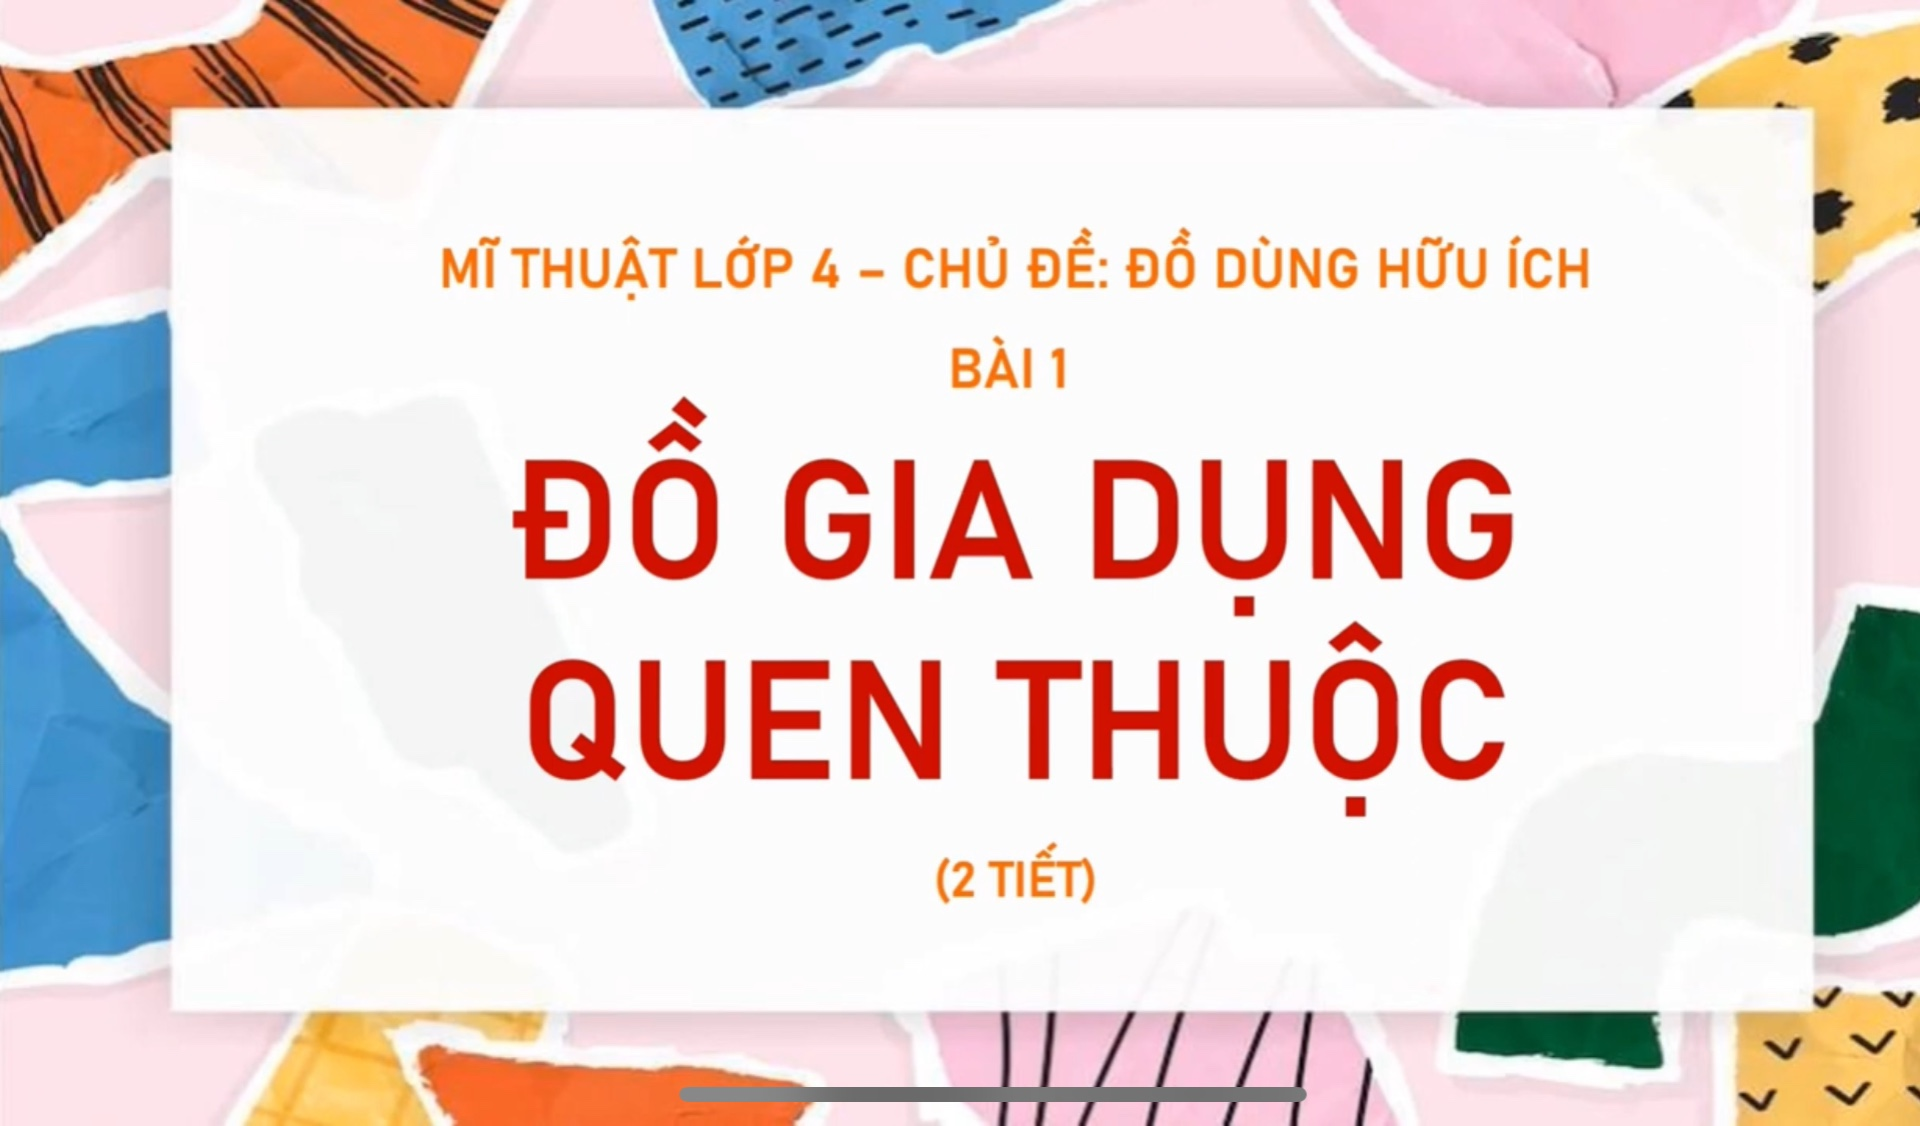 MĨ THUẬT LỚP 4 – CHỦ ĐỀ: ĐỒ DÙNG HỮU ÍCH
BÀI 1
ĐỒ GIA DỤNG
QUEN THUỘC
(2 TIẾT)